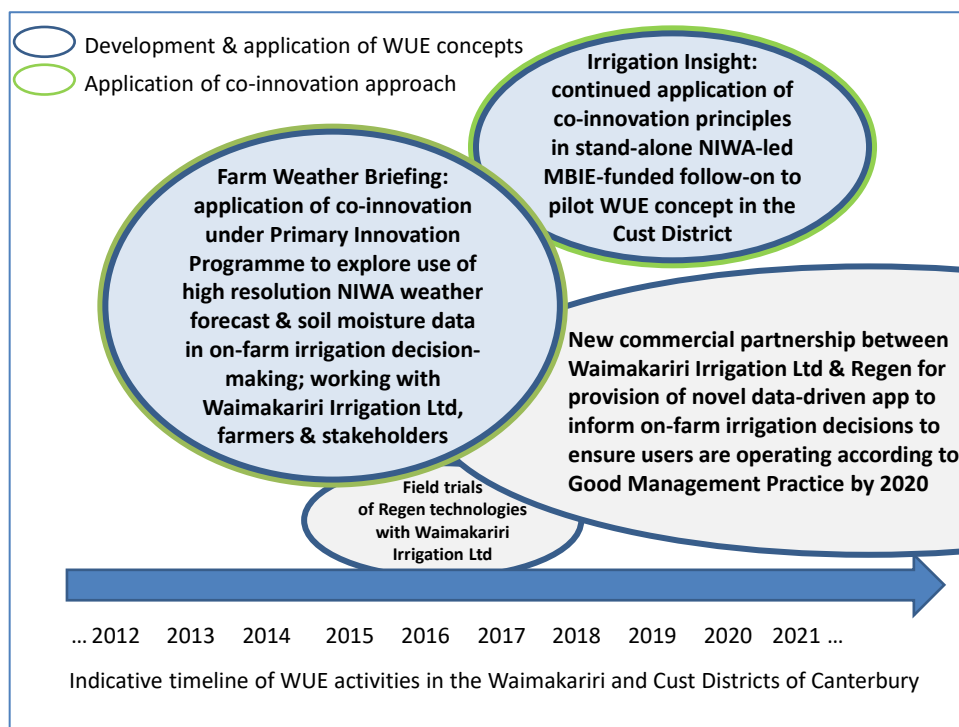 Development & application of WUE concepts
Application of co-innovation approach
Irrigation Insight:
continued application of
co-innovation principles
in stand-alone NIWA-led
MBIE-funded follow-on to
pilot WUE concept in the
Cust District
Farm Weather Briefing:
application of co-innovation
under Primary Innovation
Programme to explore use of
high resolution NIWA weather
forecast & soil moisture data
in on-farm irrigation decision-
making; working with
Waimakariri Irrigation Ltd,
farmers & stakeholders
New commercial partnership between
Waimakariri Irrigation Ltd & Regen for
provision of novel data-driven app to
inform on-farm irrigation decisions to
ensure users are operating according to
Good Management Practice by 2020
Field trials
of Regen technologies
with Waimakariri
Irrigation Ltd
... 2012 2013 2014 2015 2016 2017 2018 2019 2020 2021 ...
Indicative timeline of WUE activities in the Waimakariri and Cust Districts of Canterbury